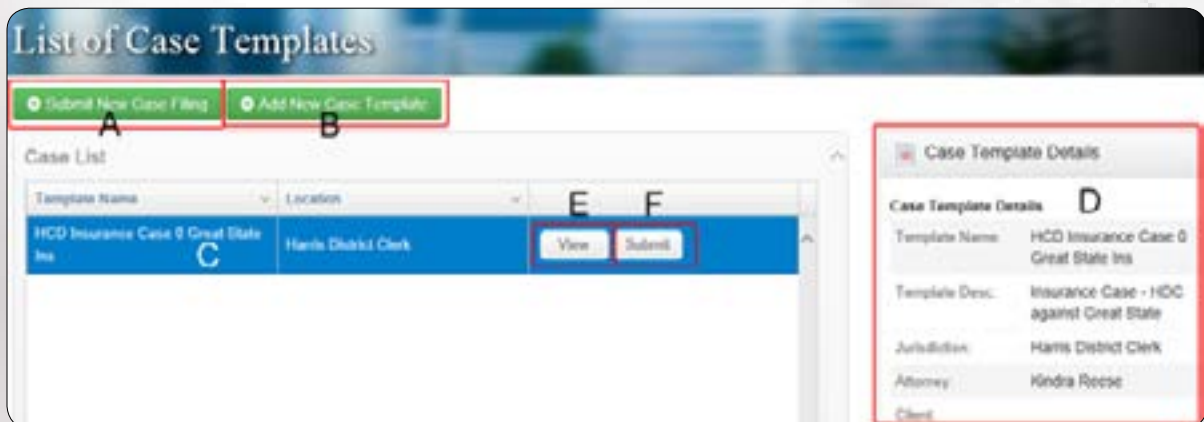 List of Case Templates
Submit New Case Filing
Add New Case Template
A
B
Case List
Template Name
Location
E
F
HCD Insurance Case 0 Great State
Ins
C
Harris District Clerk
View
Submit
Case Template Details
Case Template Details
D
Template Name
HCD Insurance Case 0
Great State Ins
Template Desc.
Insurance Case - HDC
against Great State
Jurisdiction:
Harris District Clerk
Attorney:
Kindra Reese
Client